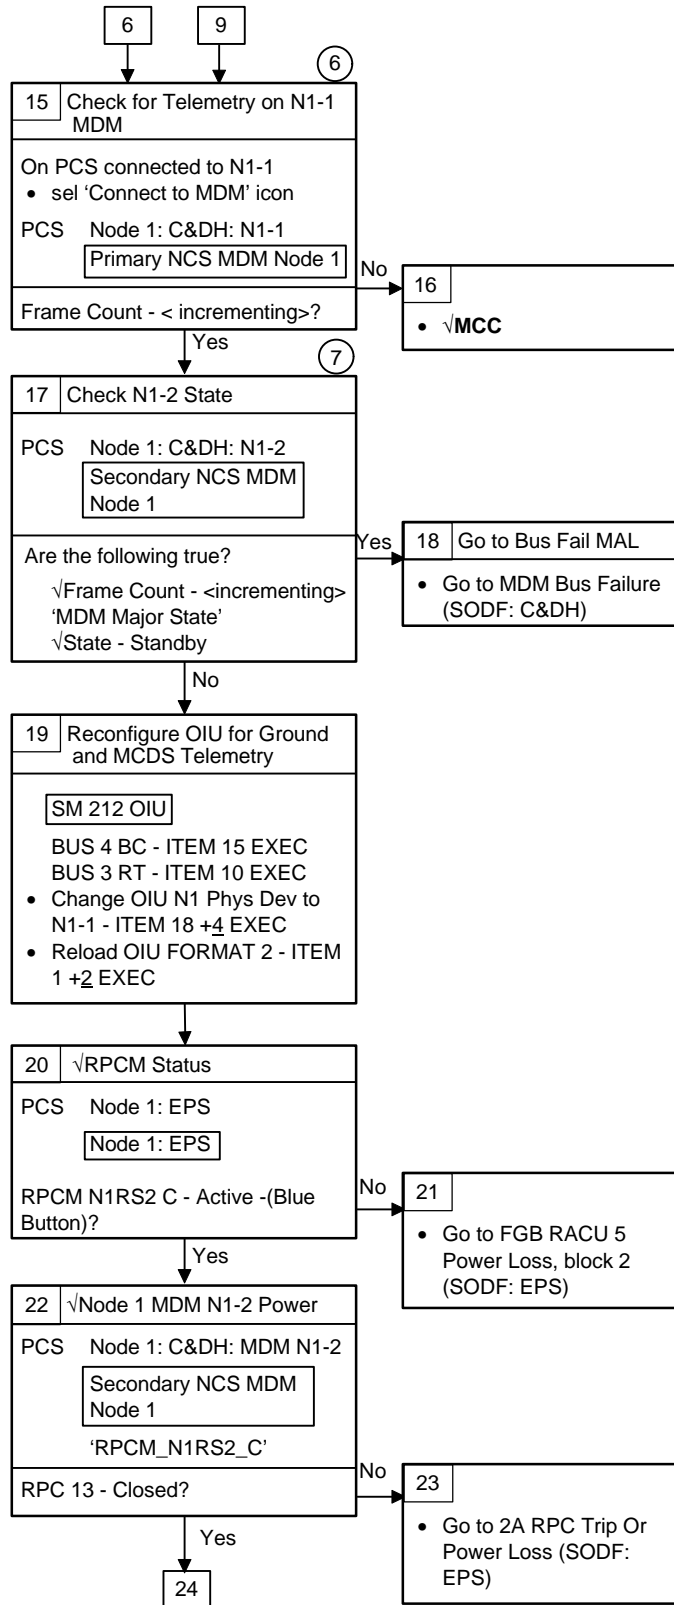 6
9
6
15
Check for Telemetry on N1-1
MDM
On PCS connected to N1-1
• sel ‘Connect to MDM’ icon
PCS Node 1: C&DH: N1-1
Primary NCS MDM Node 1
Frame Count - < incrementing>?
No
16
• √MCC
Yes
7
17 Check N1-2 State
PCS Node 1: C&DH: N1-2
Secondary NCS MDM
Node 1
Are the following true?
√Frame Count - <incrementing>
‘MDM Major State’
√State - Standby
Yes
18 Go to Bus Fail MAL
• Go to MDM Bus Failure
(SODF: C&DH)
No
19 Reconfigure OIU for Ground
and MCDS Telemetry
SM 212 OIU
BUS 4 BC - ITEM 15 EXEC
BUS 3 RT - ITEM 10 EXEC
• Change OIU N1 Phys Dev to
N1-1 - ITEM 18 +4 EXEC
• Reload OIU FORMAT 2 - ITEM
1 +2 EXEC
20 √RPCM Status
PCS Node 1: EPS
Node 1: EPS
RPCM N1RS2 C - Active -(Blue
Button)?
No
21
• Go to FGB RACU 5
Power Loss, block 2
(SODF: EPS)
Yes
22 √Node 1 MDM N1-2 Power
PCS Node 1: C&DH: MDM N1-2
Secondary NCS MDM
Node 1
‘RPCM_N1RS2_C’
RPC 13 - Closed?
No
23
• Go to 2A RPC Trip Or
Power Loss (SODF:
EPS)
Yes
24